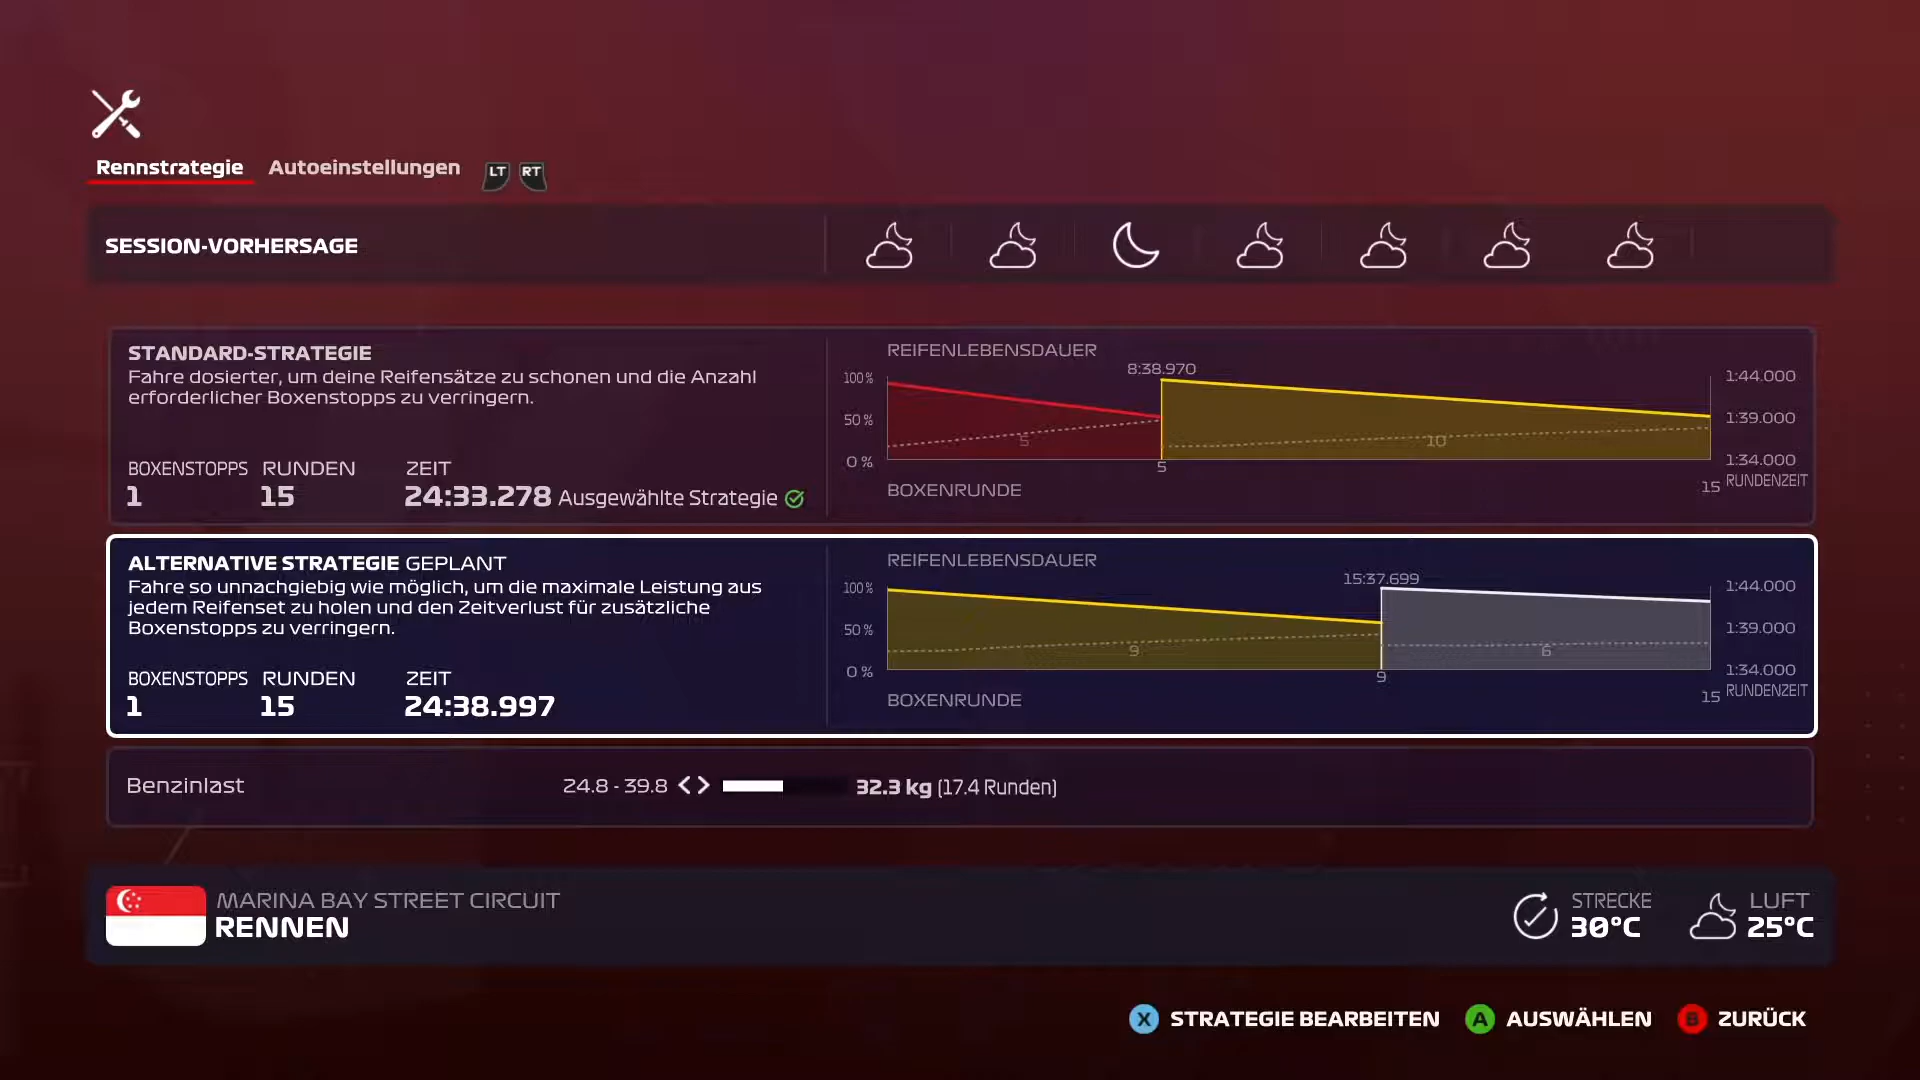 Rennstrategie Autoeinstellungen LT RT
SESSION-VORHERSAGE
STANDARD-STRATEGIE
Fahre dosierter, um deine Reifensätze zu schonen und die Anzahl
erforderlicher Boxenstopps zu verringern.
BOXENSTOPPS RUNDEN ZEIT
1 15 24:33.278 Ausgewählte Strategie
REIFENLEBENSDAUER
8:38.970
100 % 1:44.000
50 % 1:39.000
5 10
0 % 5 1:34.000
BOXENRUNDE 15 RUNDENZEIT
ALTERNATIVE STRATEGIE GEPLANT
Fahre so unnachgiebig wie möglich, um die maximale Leistung aus
jedem Reifenset zu holen und den Zeitverlust für zusätzliche
Boxenstopps zu verringern.
BOXENSTOPPS RUNDEN ZEIT
1 15 24:38.997
REIFENLEBENSDAUER
15:37.699
100 % 1:44.000
50 % 1:39.000
9 6
0 % 9 1:34.000
BOXENRUNDE 15 RUNDENZEIT
Benzinlast 24.8 - 39.8 32.3 kg (17.4 Runden)
MARINA BAY STREET CIRCUIT
RENNEN
STRECKE
30°C
LUFT
25°C
X STRATEGIE BEARBEITEN A AUSWÄHLEN B ZURÜCK